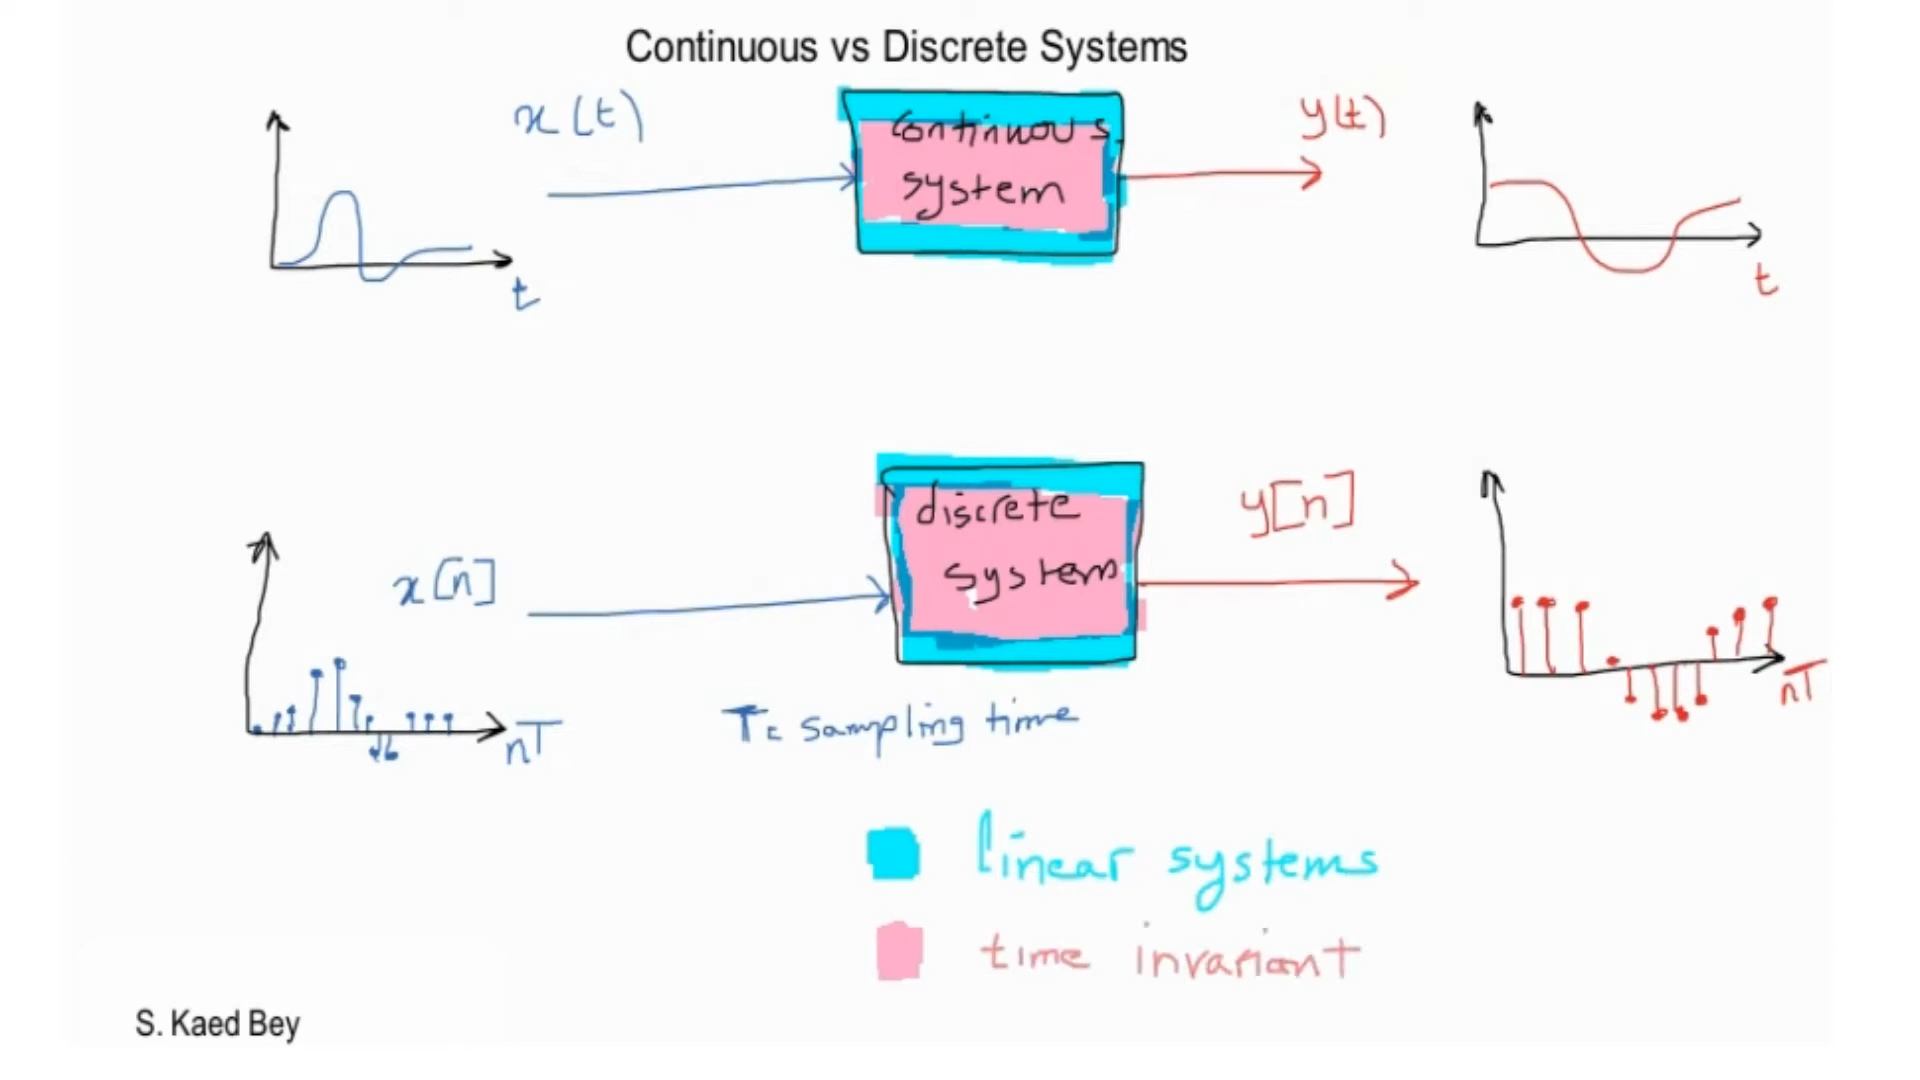 Continuous vs Discrete Systems
x(t)
continuous
system
y(t)
t
t
x[n]
discrete
system
y[n]
nT
T: sampling time
nT
linear systems
time invariant
S. Kaed Bey